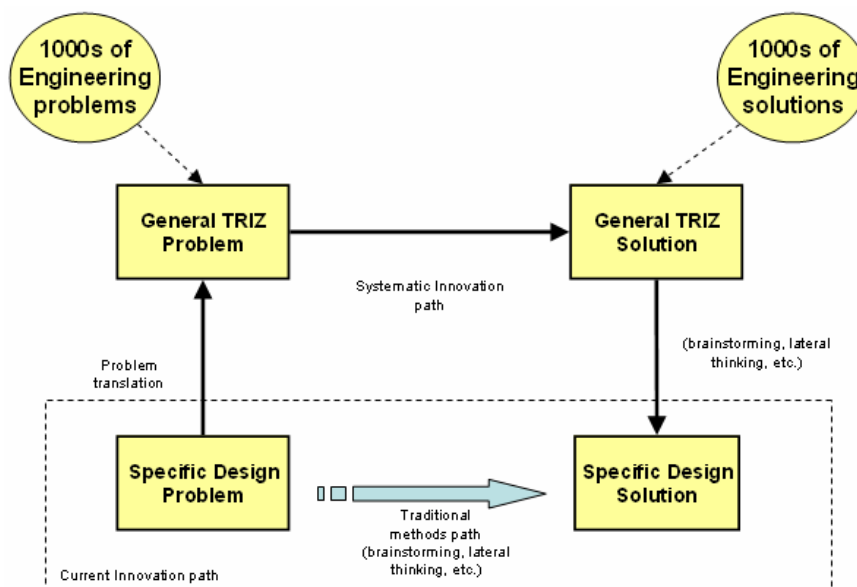 1000s of
Engineering
problems
1000s of
Engineering
solutions
General TRIZ
Problem
General TRIZ
Solution
Systematic Innovation
path
Problem
translation
(brainstorming, lateral
thinking, etc.)
Specific Design
Problem
Specific Design
Solution
Traditional
methods path
(brainstorming, lateral
thinking, etc.)
Current Innovation path